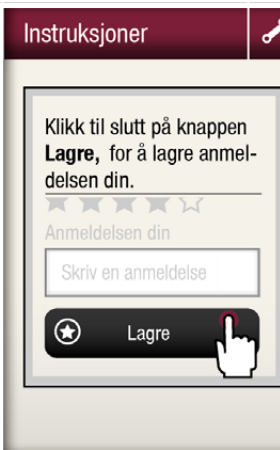 Instruksjoner
Klikk til slutt på knappen
Lagre, for å lagre anmel-
delsen din.
Anmeldelsen din
Skriv en anmeldelse
Lagre